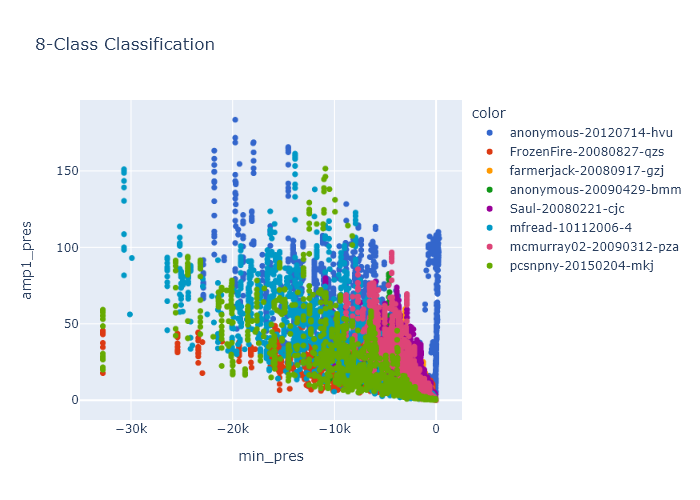 8-Class Classification
color
anonymous-20120714-hvu
FrozenFire-20080827-qzs
farmerjack-20080917-gzj
anonymous-20090429-bmm
Saul-20080221-cjc
mfread-10112006-4
mcmurray02-20090312-pza
pcsnpny-20150204-mkj
amp1_pres
150
100
50
0
−30k −20k −10k 0
min_pres